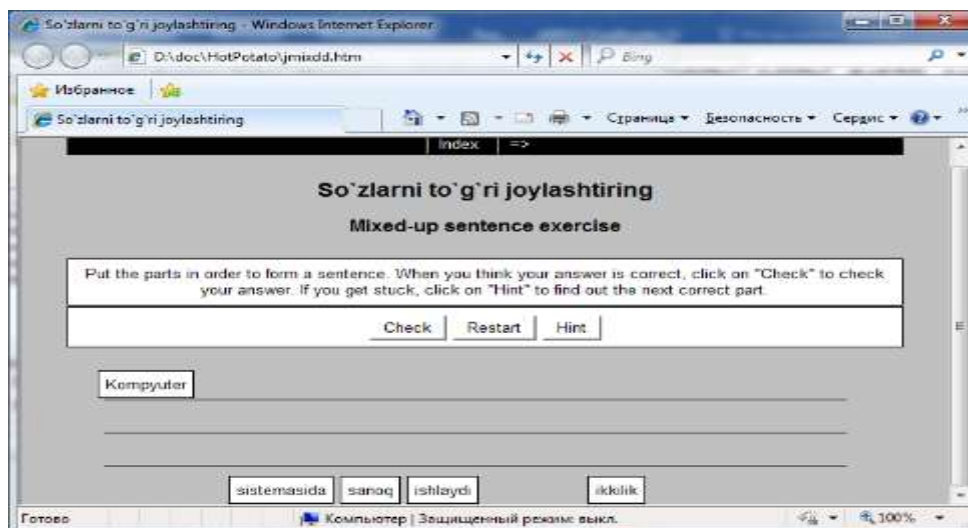 So'zlarni to'g'ri joylashtiring - Windows Internet Explorer
D:\doc\HotPotato\jmixdd.htm
Bing
Избранное
So'zlarni to'g'ri joylashtiring
Страница
Безопасность
Сервис
Index =>
So`zlarni to`g`ri joylashtiring
Mixed-up sentence exercise
Put the parts in order to form a sentence. When you think your answer is correct, click on "Check" to check
your answer. If you get stuck, click on "Hint" to find out the next correct part.
Check Restart Hint
Kompyuter
sistemasida sanoq ishlaydi ikkilik
Готово
Компьютер | Защищенный режим: выкл.
100%